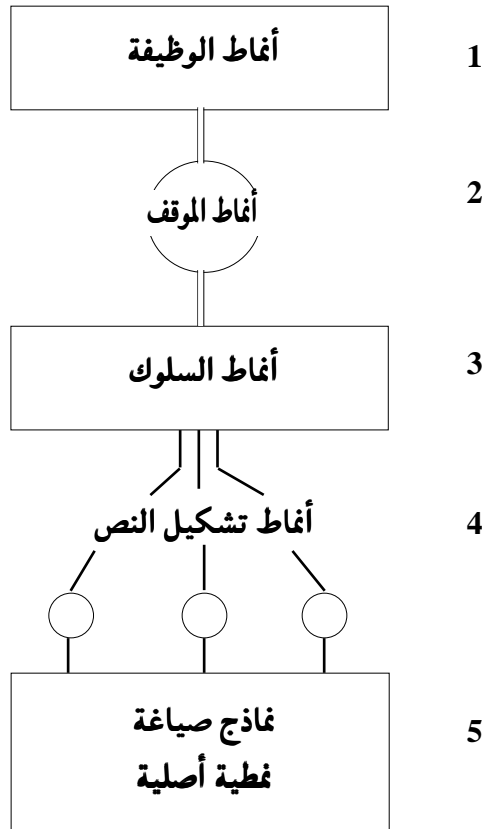 أنماط الوظيفة
1
أنماط الموقف
2
أنماط السلوك
3
أنماط تشكيل النص
4
نماذج صياغة
نمطية أصلية
5